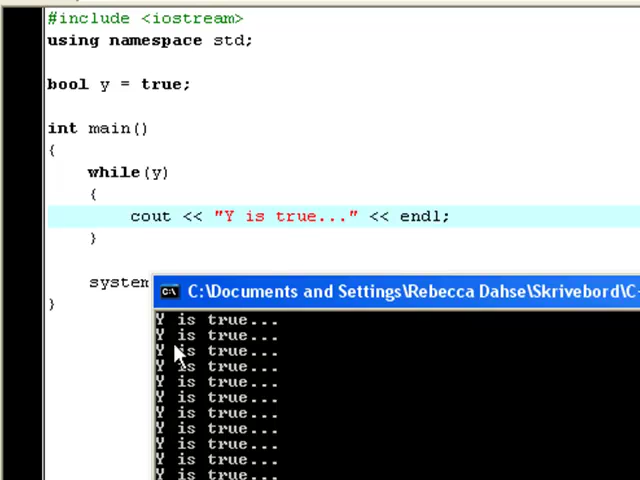 #include <iostream>
using namespace std;
bool y = true;
int main()
{
while(y)
{
cout << "Y is true..." << endl;
}
system
}
C:\Documents and Settings\Rebecca Dahse\Skrivebord\C-
Y is true...
Y is true...
Y is true...
Y is true...
Y is true...
Y is true...
Y is true...
Y is true...
Y is true...
Y is true...
Y is true...